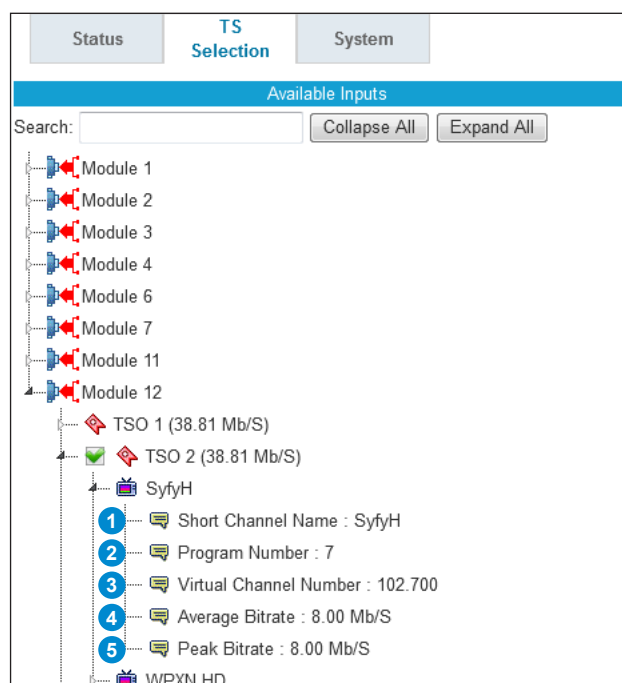 Status
TS
Selection
System
Available Inputs
Search:
Collapse All
Expand All
Module 1
Module 2
Module 3
Module 4
Module 6
Module 7
Module 11
Module 12
TSO 1 (38.81 Mb/S)
TSO 2 (38.81 Mb/S)
SyfyH
1 Short Channel Name : SyfyH
2 Program Number : 7
3 Virtual Channel Number : 102.700
4 Average Bitrate : 8.00 Mb/S
5 Peak Bitrate : 8.00 Mb/S
WPXN HD